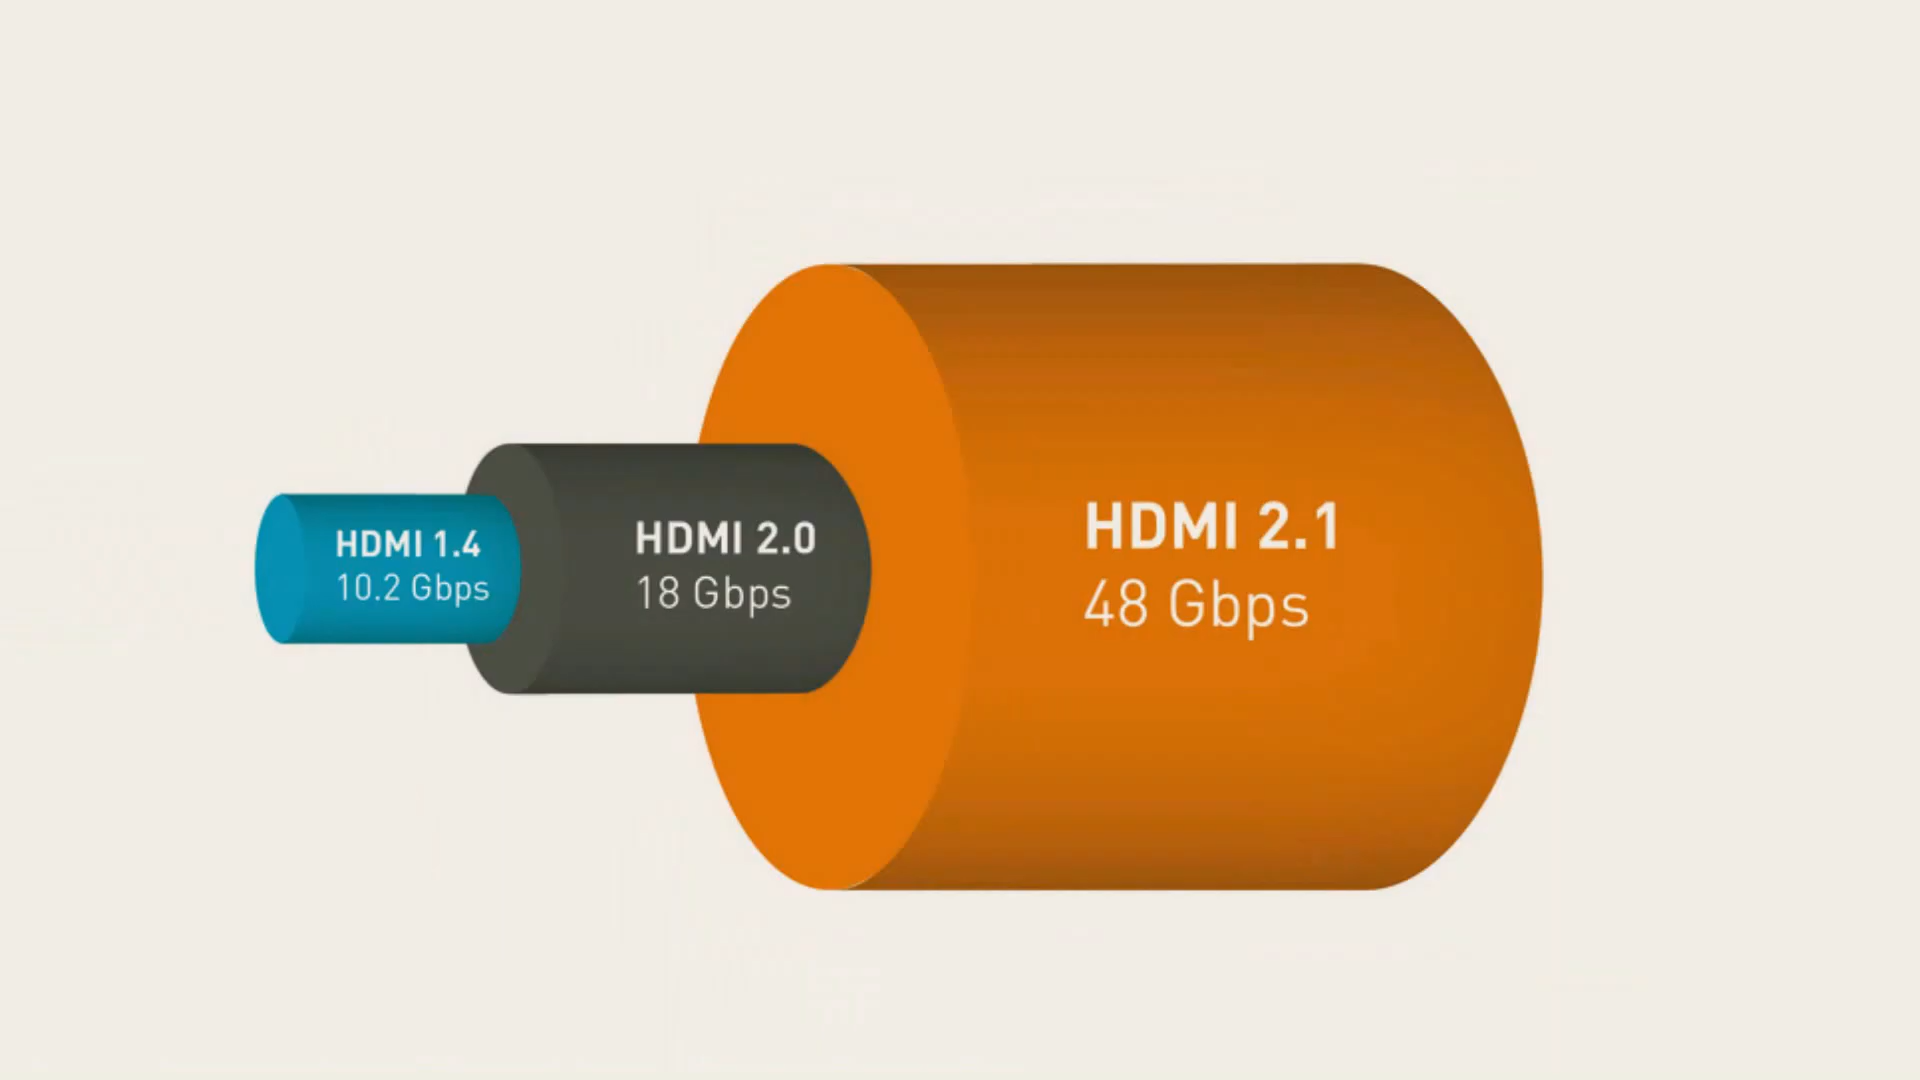 HDMI 1.4
10.2 Gbps
HDMI 2.0
18 Gbps
HDMI 2.1
48 Gbps